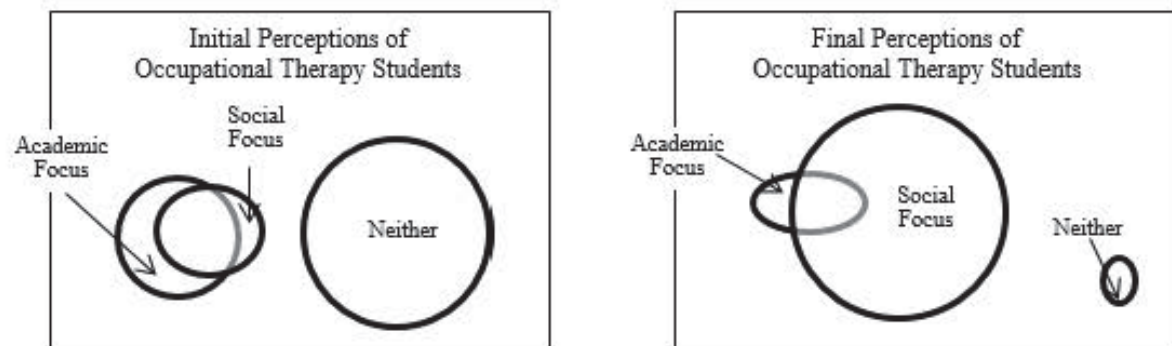 Initial Perceptions of
Occupational Therapy Students
Social
Focus
Academic
Focus
Neither
Final Perceptions of
Occupational Therapy Students
Academic
Focus
Social
Focus
Neither